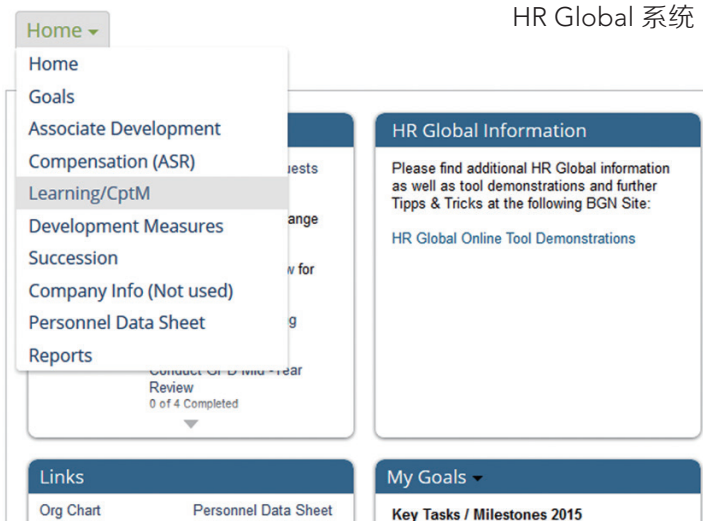 HR Global 系统
Home
Home
Goals
Associate Development
Compensation (ASR)
Learning/CptM
Development Measures
Succession
Company Info (Not used)
Personnel Data Sheet
Reports
for
Review
0 of 4 Completed
HR Global Information
Please find additional HR Global information
as well as tool demonstrations and further
Tipps & Tricks at the following BGN Site:
HR Global Online Tool Demonstrations
Links
Org Chart Personnel Data Sheet
My Goals
Key Tasks / Milestones 2015